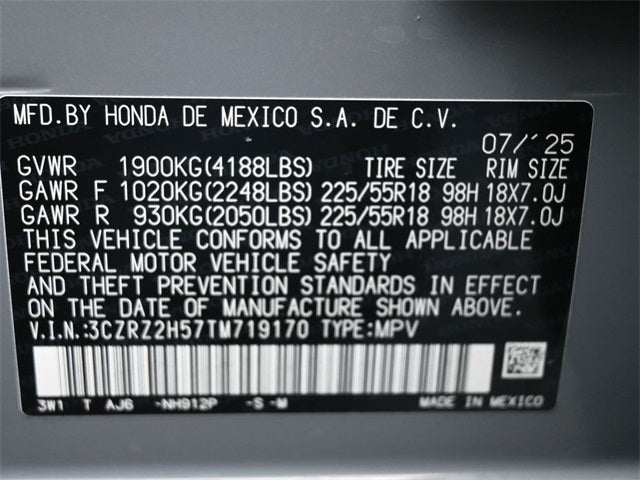 MFD.BY HONDA DE MEXICO S.A. DE C.V.
07/´25
GVWR 1900KG(4188LBS) TIRE SIZE RIM SIZE
GAWR F 1020KG(2248LBS) 225/55R18 98H 18X7.0J
GAWR R 930KG(2050LBS) 225/55R18 98H 18X7.0J
THIS VEHICLE CONFORMS TO ALL APPLICABLE
FEDERAL MOTOR VEHICLE SAFETY
AND THEFT PREVENTION STANDARDS IN EFFECT
ON THE DATE OF MANUFACTURE SHOWN ABOVE.
V.I.N.:3CZRZ2H57TM719170 TYPE:MPV
3W1 T AJ6 -NH912P -S -M MADE IN MEXICO